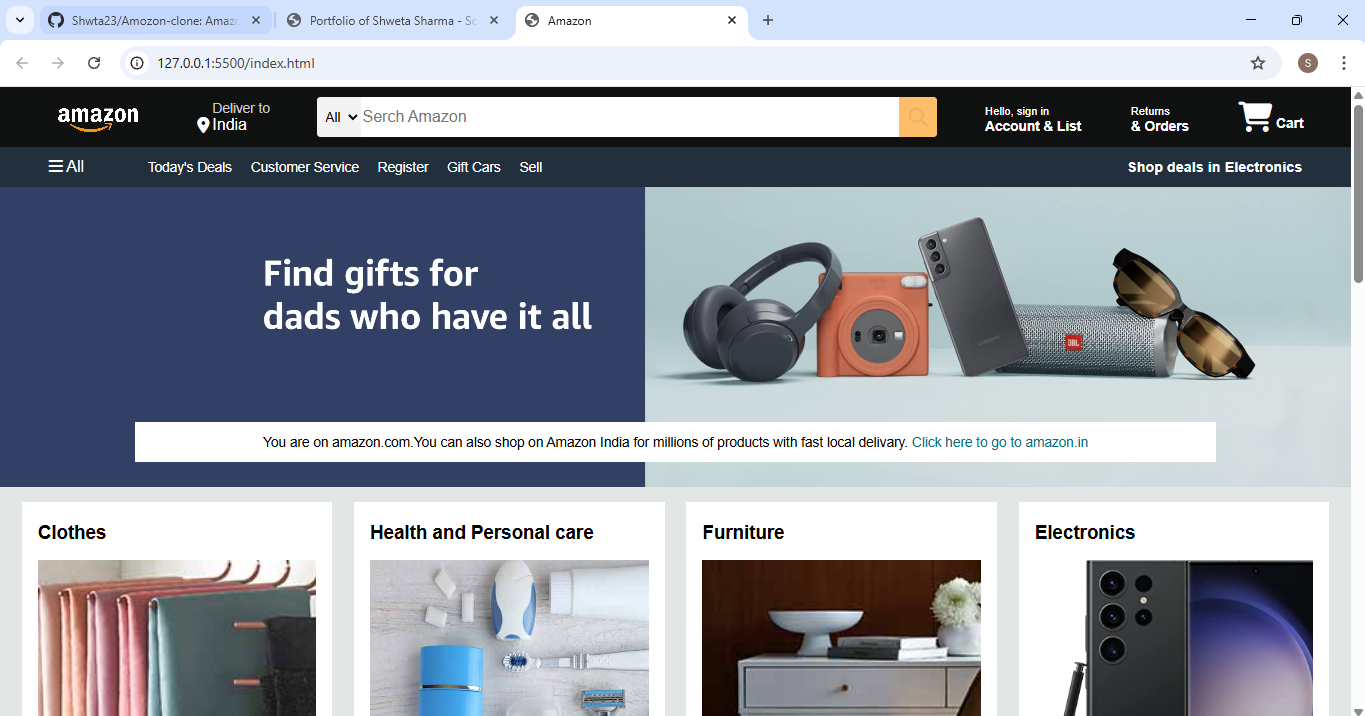 Shwta23/Amozon-clone: Amaz
Portfolio of Shweta Sharma - So
Amazon
127.0.0.1:5500/index.html
S
amazon
Deliver to
India
All
Serch Amazon
Hello, sign in
Account & List
Returns
& Orders
Cart
All
Today's Deals
Customer Service
Register
Gift Cars
Sell
Shop deals in Electronics
Find gifts for
dads who have it all
SAMSUNG
JBL
You are on amazon.com.You can also shop on Amazon India for millions of products with fast local delivary. Click here to go to amazon.in
Clothes
Health and Personal care
Furniture
Electronics